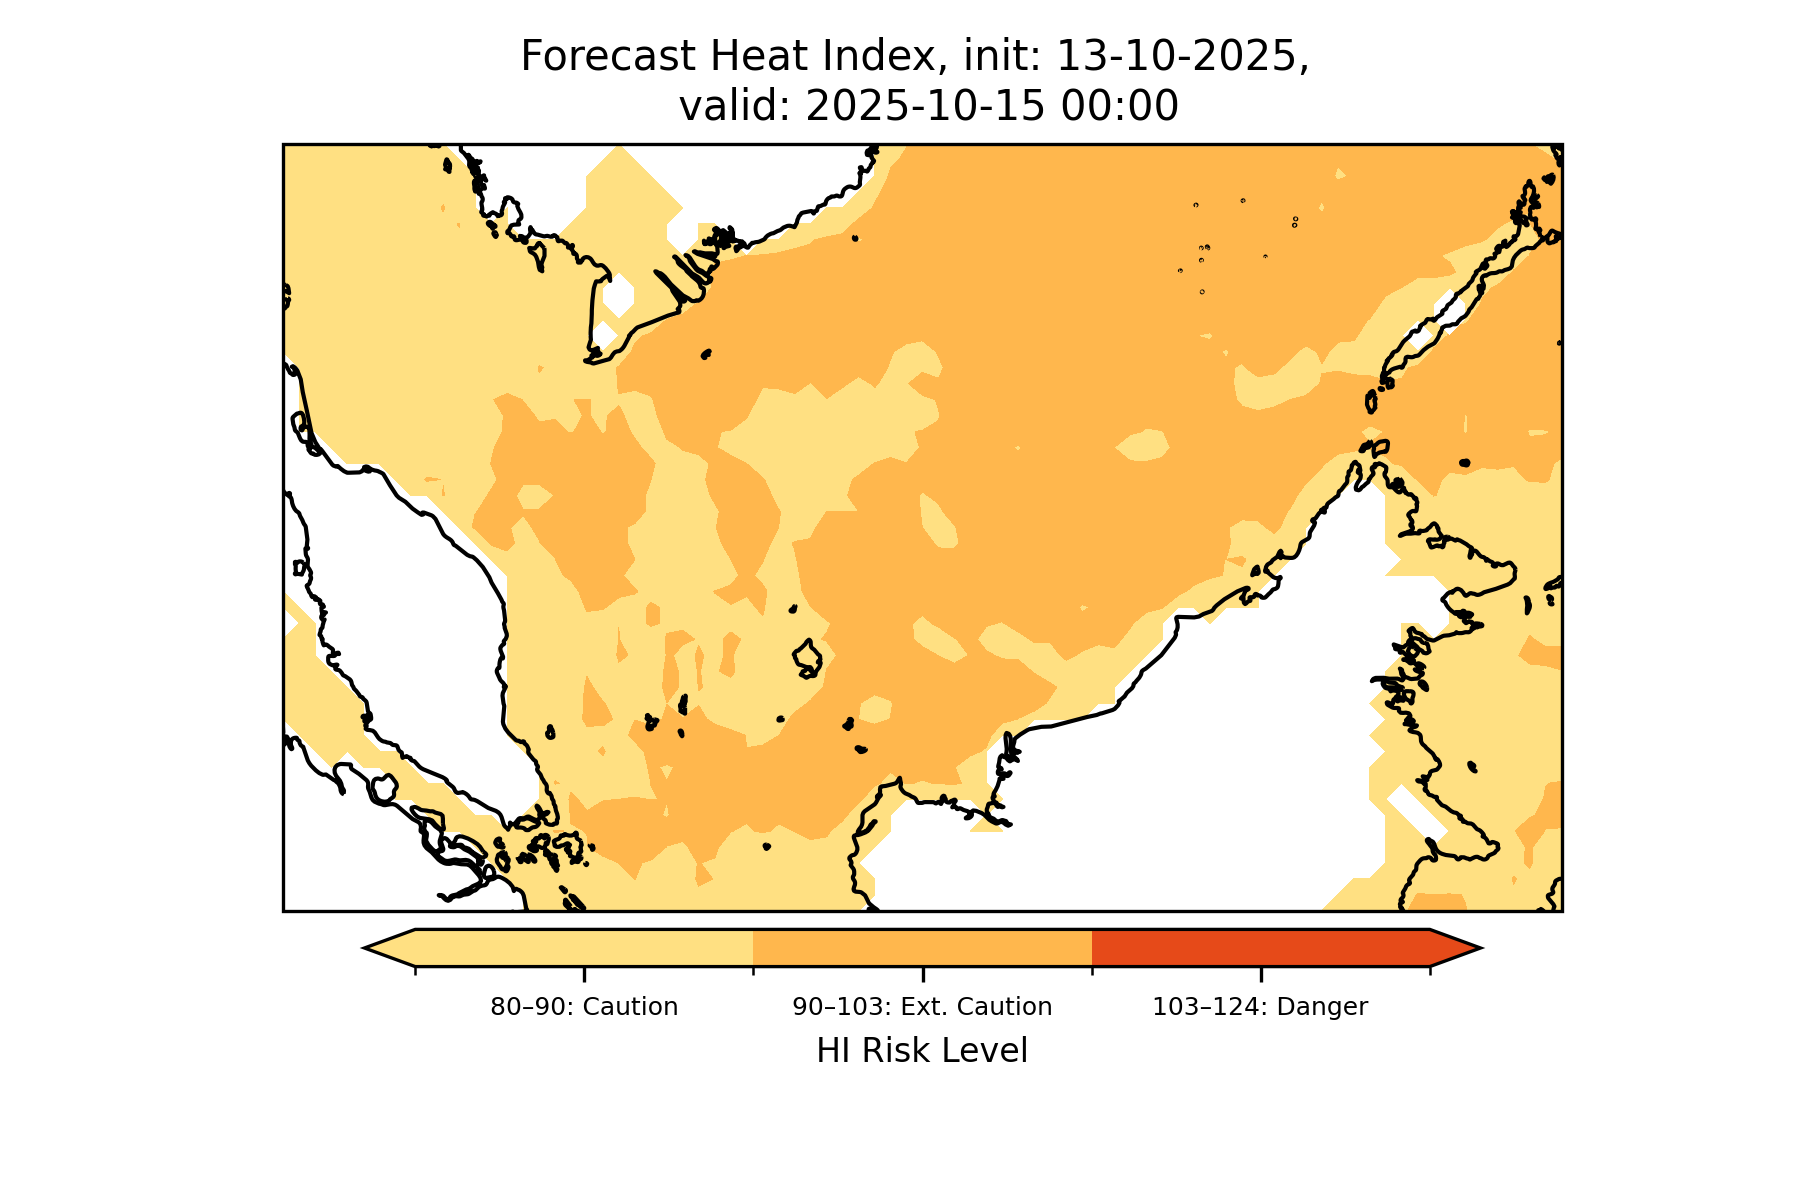 Forecast Heat Index, init: 13-10-2025,
valid: 2025-10-15 00:00
80–90: Caution
90–103: Ext. Caution
103–124: Danger
HI Risk Level